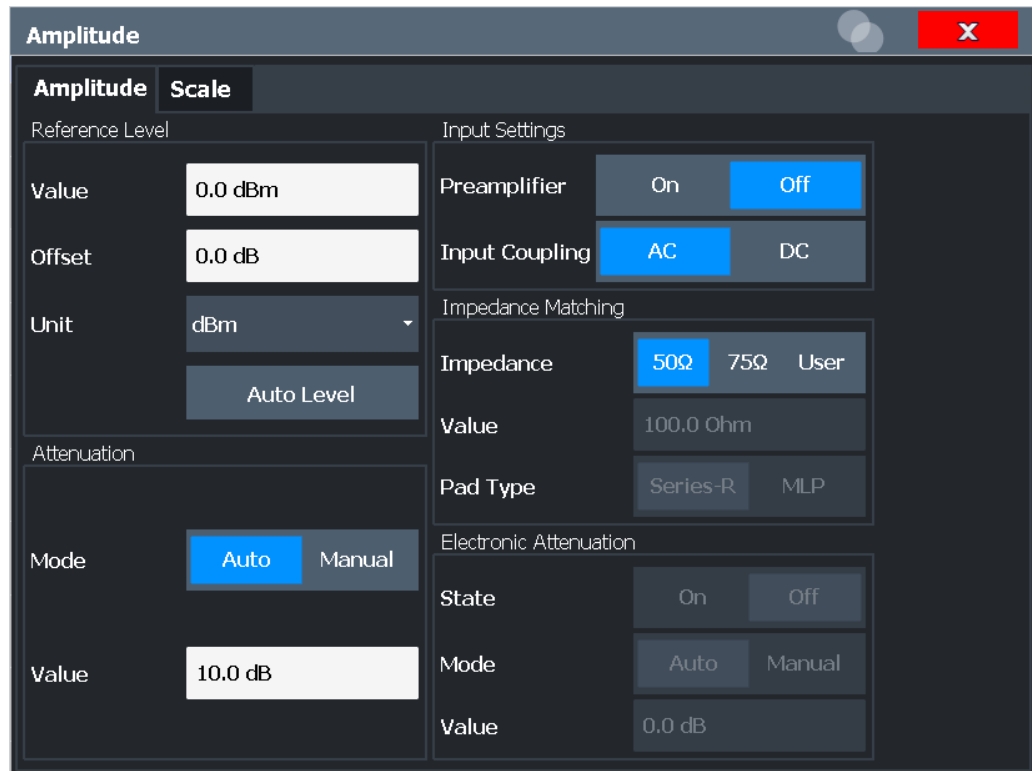 Amplitude
X
Amplitude Scale
Reference Level
Value 0.0 dBm
Offset 0.0 dB
Unit dBm
Auto Level
Attenuation
Mode Auto Manual
Value 10.0 dB
Input Settings
Preamplifier On Off
Input Coupling AC DC
Impedance Matching
Impedance 50Ω 75Ω User
Value 100.0 Ohm
Pad Type Series-R MLP
Electronic Attenuation
State On Off
Mode Auto Manual
Value 0.0 dB